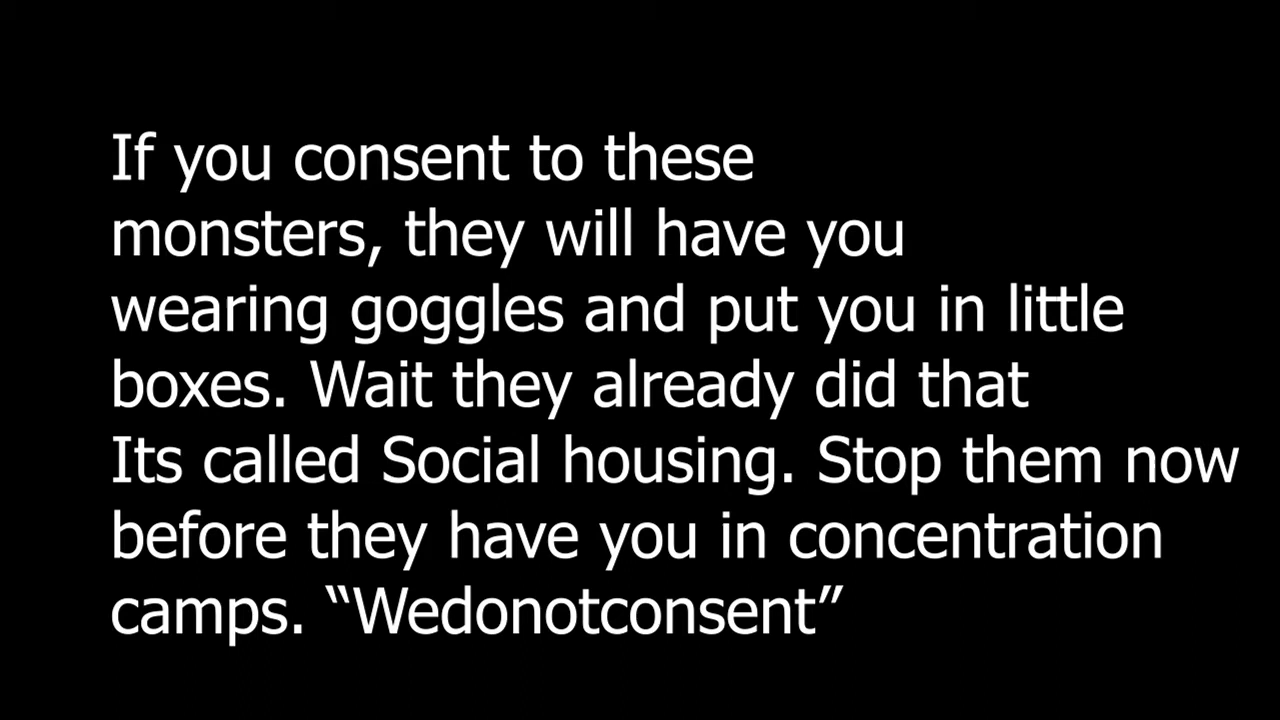 If you consent to these
monsters, they will have you
wearing goggles and put you in little
boxes. Wait they already did that
Its called Social housing. Stop them now
before they have you in concentration
camps. “Wedonotconsent”